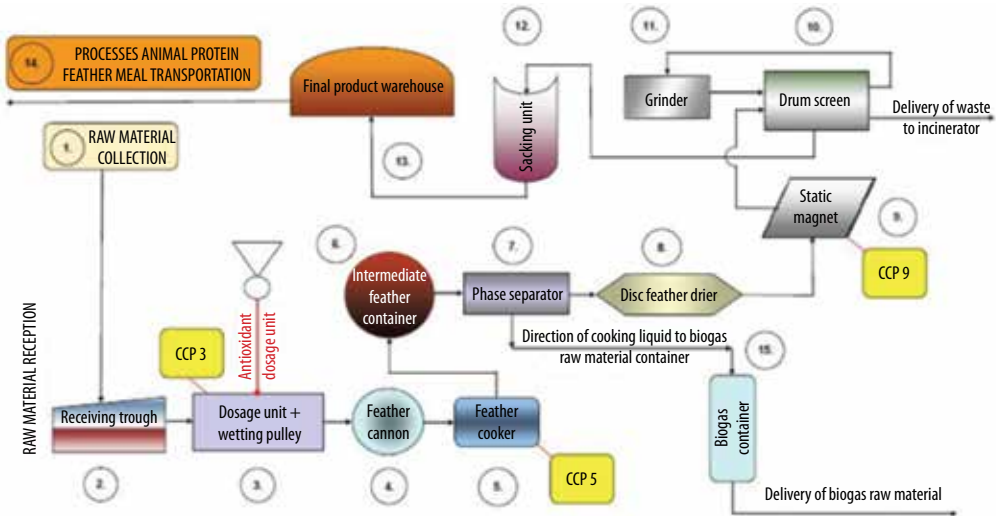 12.
11.
10.
14.
PROCESSES ANIMAL PROTEIN
FEATHER MEAL TRANSPORTATION
Final product warehouse
Sacking unit
Grinder
Drum screen
Delivery of waste
to incinerator
1.
RAW MATERIAL
COLLECTION
13.
Static
magnet
9.
CCP 9
6.
7.
8.
Intermediate
feather
container
Phase separator
Disc feather drier
Direction of cooking liquid to biogas
raw material container
15.
RAW MATERIAL RECEPTION
CCP 3
Antioxidant
dosage unit
Receiving trough
Dosage unit +
wetting pulley
Feather
cannon
Feather
cooker
Biogas
container
2.
3.
4.
5.
CCP 5
Delivery of biogas raw material